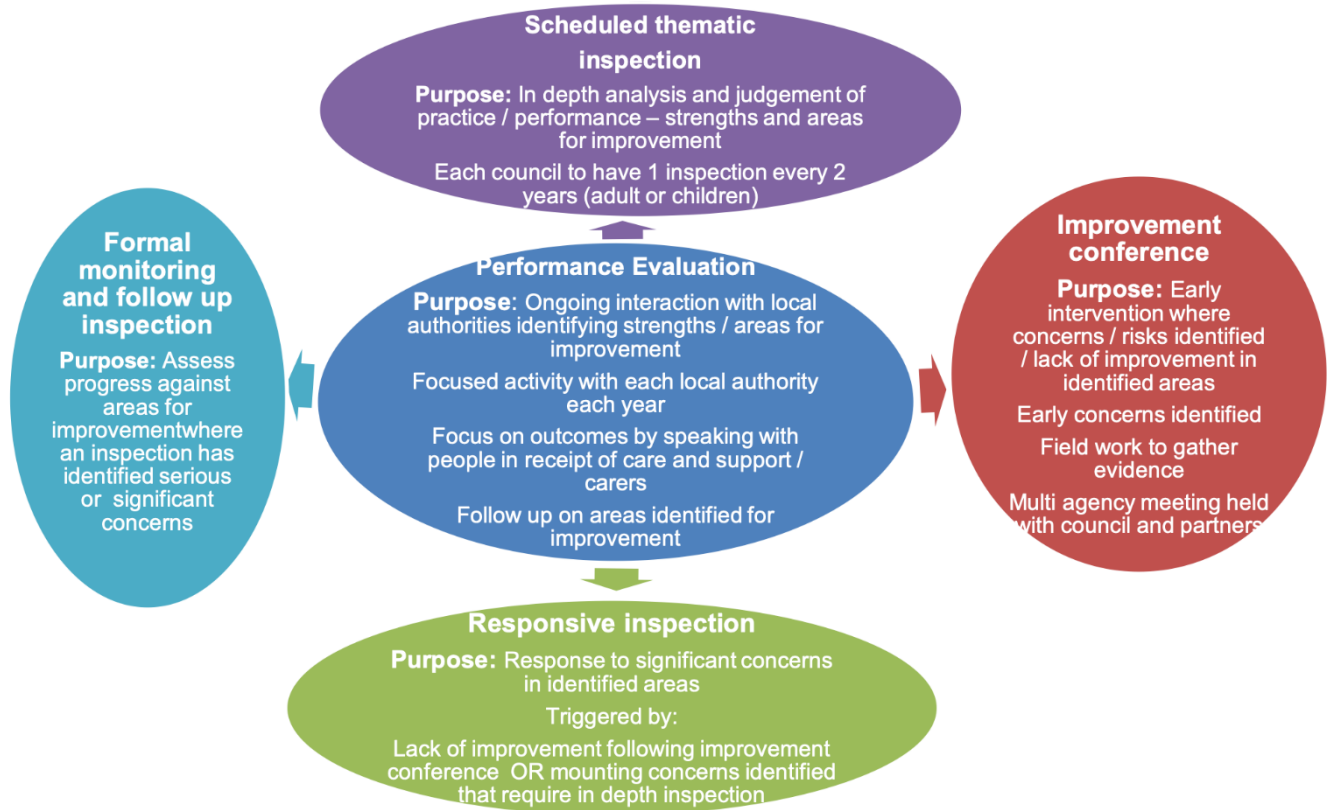 Scheduled thematic
inspection
Purpose: In depth analysis and judgement of
practice / performance – strengths and areas
for improvement
Each council to have 1 inspection every 2
years (adult or children)
Formal
monitoring
and follow up
inspection
Purpose: Assess
progress against
areas for
improvementwhere
an inspection has
identified serious
or significant
concerns
Performance Evaluation
Purpose: Ongoing interaction with local
authorities identifying strengths / areas for
improvement
Focused activity with each local authority
each year
Focus on outcomes by speaking with
people in receipt of care and support /
carers
Follow up on areas identified for
improvement
Improvement
conference
Purpose: Early
intervention where
concerns / risks identified
/ lack of improvement in
identified areas
Early concerns identified
Field work to gather
evidence
Multi agency meeting held
with council and partners
Responsive inspection
Purpose: Response to significant concerns
in identified areas
Triggered by:
Lack of improvement following improvement
conference OR mounting concerns identified
that require in depth inspection